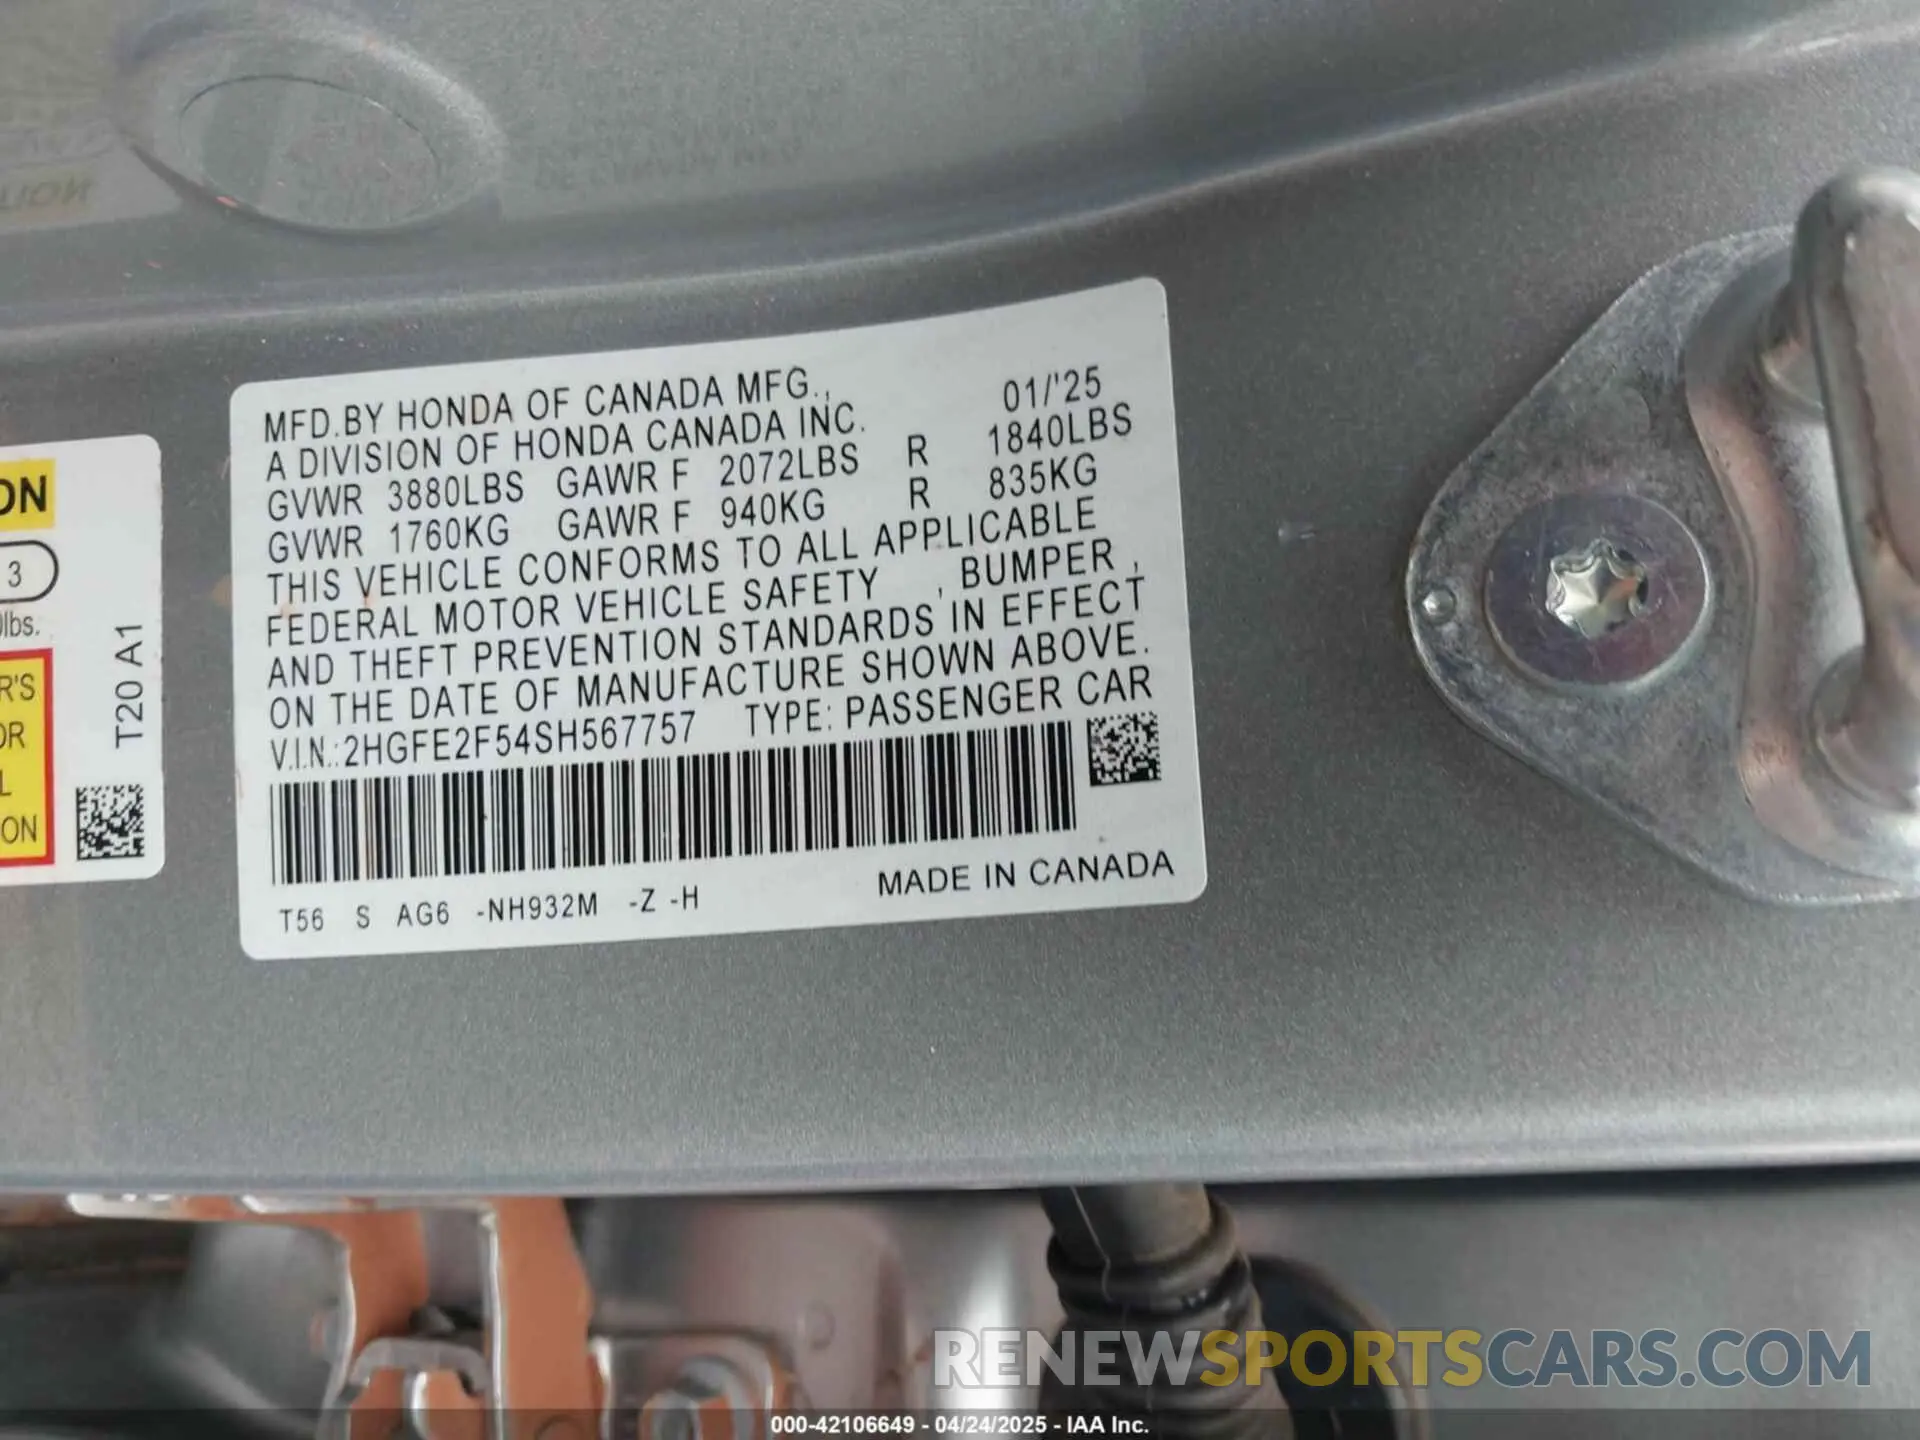 MFD.BY HONDA OF CANADA MFG.,
A DIVISION OF HONDA CANADA INC. 01/'25
GVWR 3880LBS GAWR F 2072LBS R 1840LBS
GVWR 1760KG GAWR F 940KG R 835KG
THIS VEHICLE CONFORMS TO ALL APPLICABLE
FEDERAL MOTOR VEHICLE SAFETY , BUMPER ,
AND THEFT PREVENTION STANDARDS IN EFFECT
ON THE DATE OF MANUFACTURE SHOWN ABOVE.
V.I.N.: 2HGFE2F54SH567757 TYPE: PASSENGER CAR
MADE IN CANADA
T56 S AG6 -NH932M -Z -H
3
lbs.
T20 A1
RENEWSPORTSCARS.COM
000-42106649 - 04/24/2025 - IAA Inc.